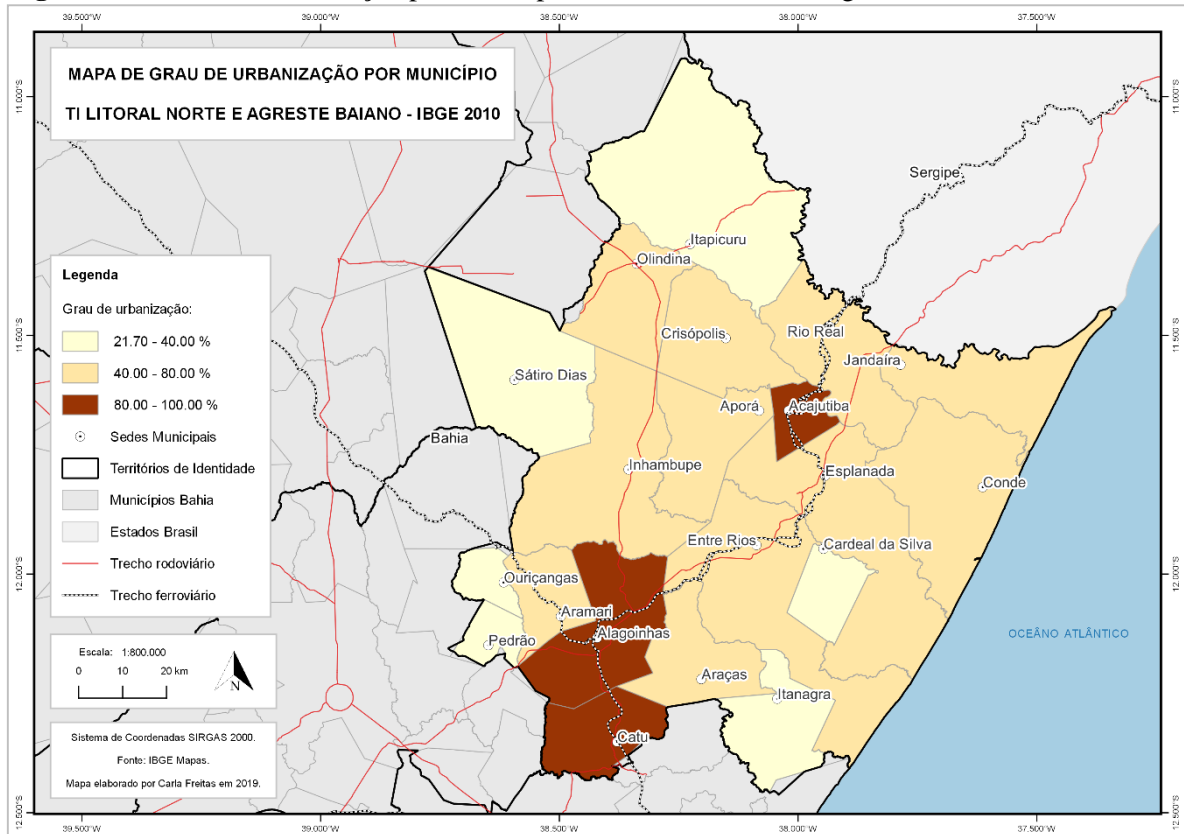 39.500°W 39.000°W 38.500°W 38.000°W 37.500°W
MAPA DE GRAU DE URBANIZAÇÃO POR MUNICÍPIO
TI LITORAL NORTE E AGRESTE BAIANO - IBGE 2010
11.000°S
11.000°S
Sergipe
Itapicuru
Olindina
Legenda
Grau de urbanização:
21.70 - 40.00 %
40.00 - 80.00 %
80.00 - 100.00 %
Sedes Municipais
Territórios de Identidade
Municípios Bahia
Estados Brasil
Trecho rodoviário
Trecho ferroviário
11.500°S
Crisópolis
Rio Real
11.500°S
Jandaíra
Sátiro Dias
Aporá
Acajutiba
Bahia
Inhambupe
Esplanada
Conde
Entre Rios
Cardeal da Silva
12.000°S
Ouriçangas
12.000°S
Aramari
Alagoinhas
Pedrão
OCEÂNO ATLÂNTICO
Araças
Itanagra
Catu
Escala: 1:800.000
0 10 20 km
N
Sistema de Coordenadas SIRGAS 2000.
Fonte: IBGE Mapas.
Mapa elaborado por Carla Freitas em 2019.
12.500°S
12.500°S
39.500°W 39.000°W 38.500°W 38.000°W 37.500°W